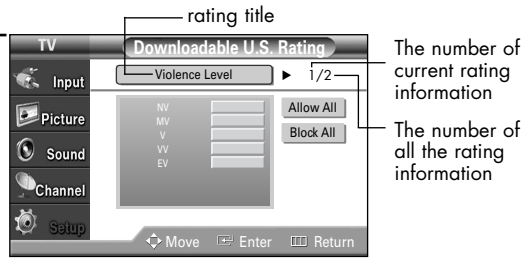 rating title
TV
Downloadable U.S. Rating
Violence Level ► 1/2
Input
Picture
Sound
Channel
Setup
NV
MV
V
VV
EV
Allow All
Block All
Move Enter Return
The number of
current rating
information
The number of
all the rating
information